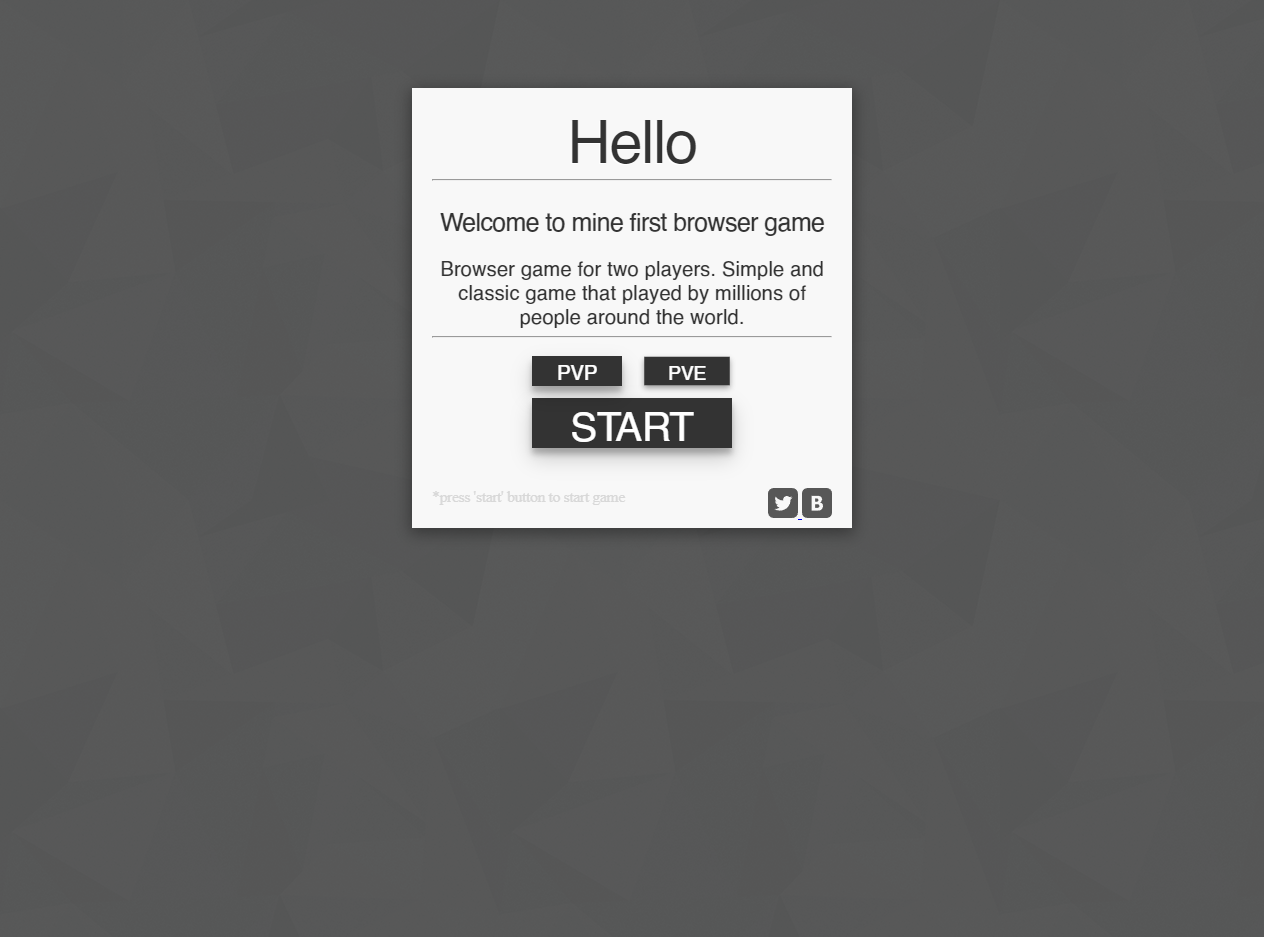 Hello
Welcome to mine first browser game
Browser game for two players. Simple and
classic game that played by millions of
people around the world.
PVP PVE
START
*press 'start' button to start game
B